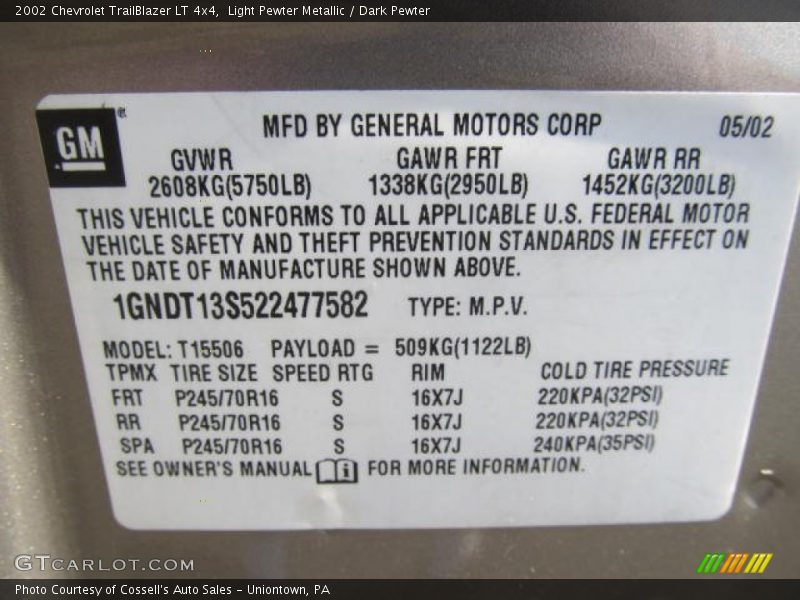 2002 Chevrolet TrailBlazer LT 4x4,  Light Pewter Metallic / Dark Pewter
GM ®
MFD BY GENERAL MOTORS CORP 05/02
GVWR GAWR FRT GAWR RR
2608KG(5750LB) 1338KG(2950LB) 1452KG(3200LB)
THIS VEHICLE CONFORMS TO ALL APPLICABLE U.S. FEDERAL MOTOR
VEHICLE SAFETY AND THEFT PREVENTION STANDARDS IN EFFECT ON
THE DATE OF MANUFACTURE SHOWN ABOVE.
1GNDT13S522477582 TYPE: M.P.V.
MODEL: T15506 PAYLOAD = 509KG(1122LB)
TPMX TIRE SIZE SPEED RTG RIM COLD TIRE PRESSURE
FRT P245/70R16 S 16X7J 220KPA(32PSI)
RR P245/70R16 S 16X7J 220KPA(32PSI)
SPA P245/70R16 S 16X7J 240KPA(35PSI)
SEE OWNER'S MANUAL i FOR MORE INFORMATION.
GTCARLOT.COM
Photo Courtesy of Cossell's Auto Sales - Uniontown, PA